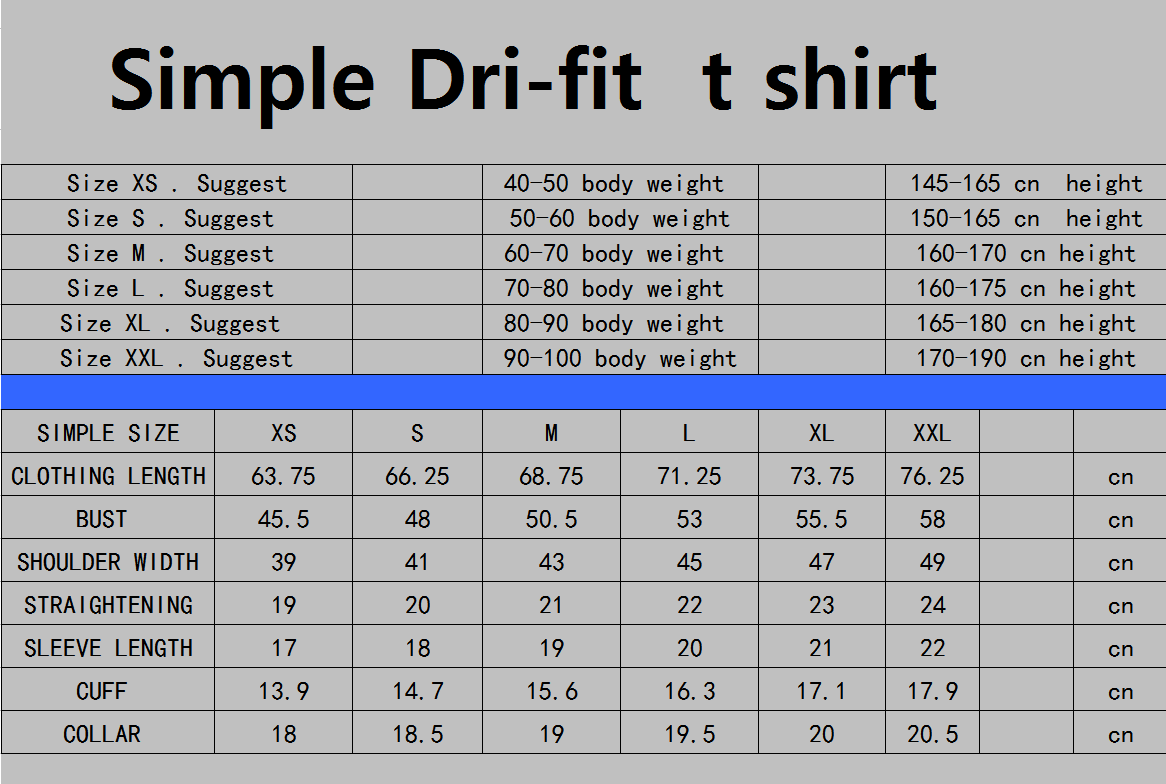 Simple Dri-fit t shirt
Size XS . Suggest 40-50 body weight 145-165 cn height
Size S . Suggest 50-60 body weight 150-165 cn height
Size M . Suggest 60-70 body weight 160-170 cn height
Size L . Suggest 70-80 body weight 160-175 cn height
Size XL . Suggest 80-90 body weight 165-180 cn height
Size XXL . Suggest 90-100 body weight 170-190 cn height
SIMPLE SIZE XS S M L XL XXL
CLOTHING LENGTH 63.75 66.25 68.75 71.25 73.75 76.25 cn
BUST 45.5 48 50.5 53 55.5 58 cn
SHOULDER WIDTH 39 41 43 45 47 49 cn
STRAIGHTENING 19 20 21 22 23 24 cn
SLEEVE LENGTH 17 18 19 20 21 22 cn
CUFF 13.9 14.7 15.6 16.3 17.1 17.9 cn
COLLAR 18 18.5 19 19.5 20 20.5 cn